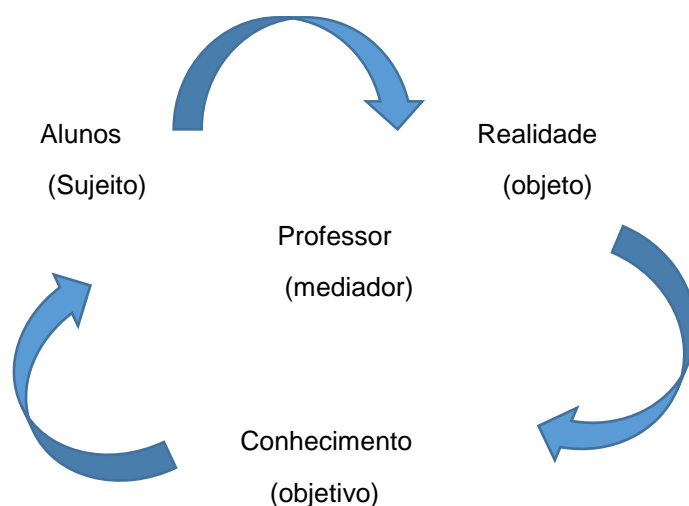 Alunos
(Sujeito)
Realidade
(objeto)
Professor
(mediador)
Conhecimento
(objetivo)